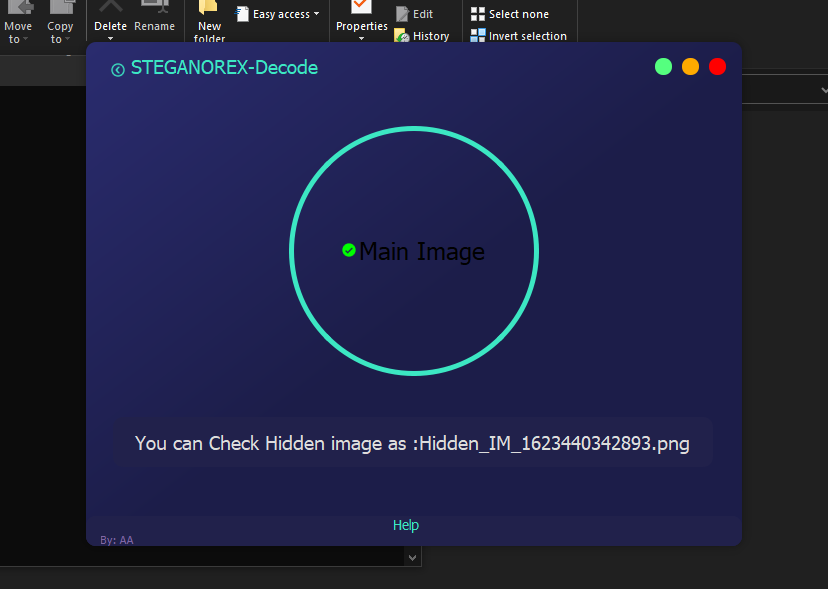 Move to
Copy to
Delete
Rename
New folder
Easy access
Properties
Edit
History
Select none
Invert selection
STEGANOREX-Decode
Main Image
You can Check Hidden image as :Hidden_IM_1623440342893.png
Help
By: AA